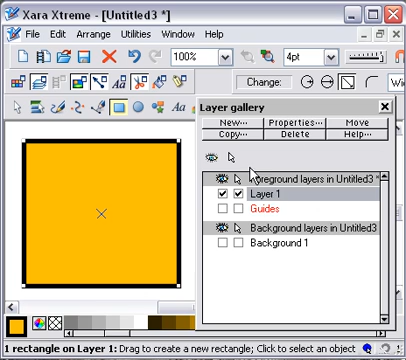 Xara Xtreme - [Untitled3 *]
File Edit Arrange Utilities Window Help
100% 4pt
Change:
Aa
Layer gallery
New... Properties... Move
Copy... Delete Help...
Foreground layers in Untitled3 *
Layer 1
Guides
Background layers in Untitled3
Background 1
1 rectangle on Layer 1: Drag to create a new rectangle; Click to select an object